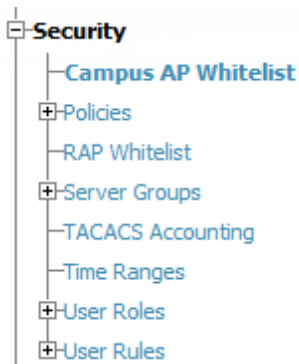 Security
Campus AP Whitelist
Policies
RAP Whitelist
Server Groups
TACACS Accounting
Time Ranges
User Roles
User Rules